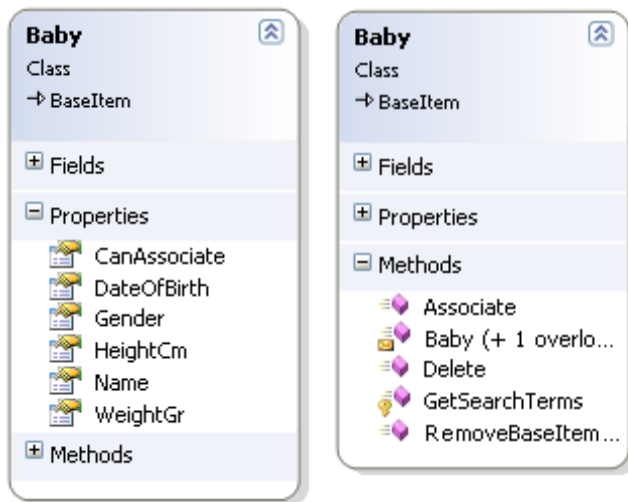 Baby
Class
BaseItem
Fields
Properties
CanAssociate
DateOfBirth
Gender
HeightCm
Name
WeightGr
Methods
Baby
Class
BaseItem
Fields
Properties
Methods
Associate
Baby (+ 1 overlo...
Delete
GetSearchTerms
RemoveBaseItem...